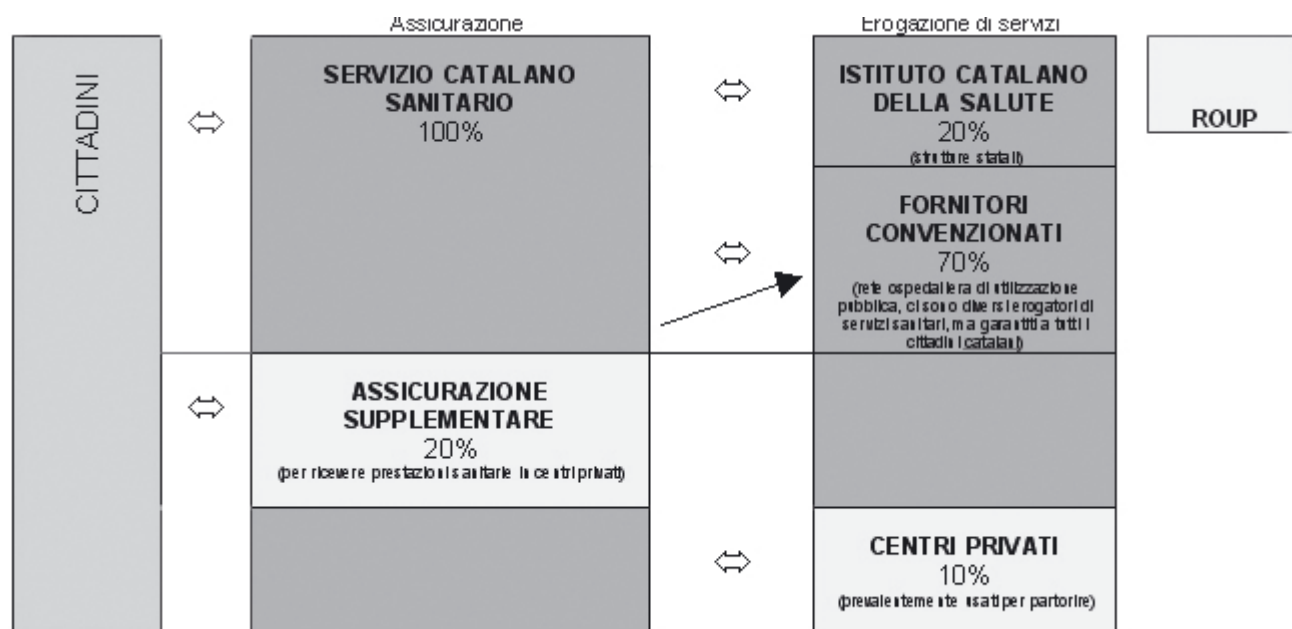 Assicurazione
Erogazione di servizi
CITTADINI
SERVIZIO CATALANO
SANITARIO
100%
ISTITUTO CATALANO
DELLA SALUTE
20%
(strutture statali)
ROUP
FORNITORI
CONVENZIONATI
70%
(rete ospedaliera di utilizzazione
pubblica, ci sono diversi erogatori di
servizi sanitari, ma garantiti a tutti i
cittadini catalani)
ASSICURAZIONE
SUPPLEMENTARE
20%
(per ricevere prestazioni sanitarie in centri privati)
CENTRI PRIVATI
10%
(prevalentemente usati per partorire)